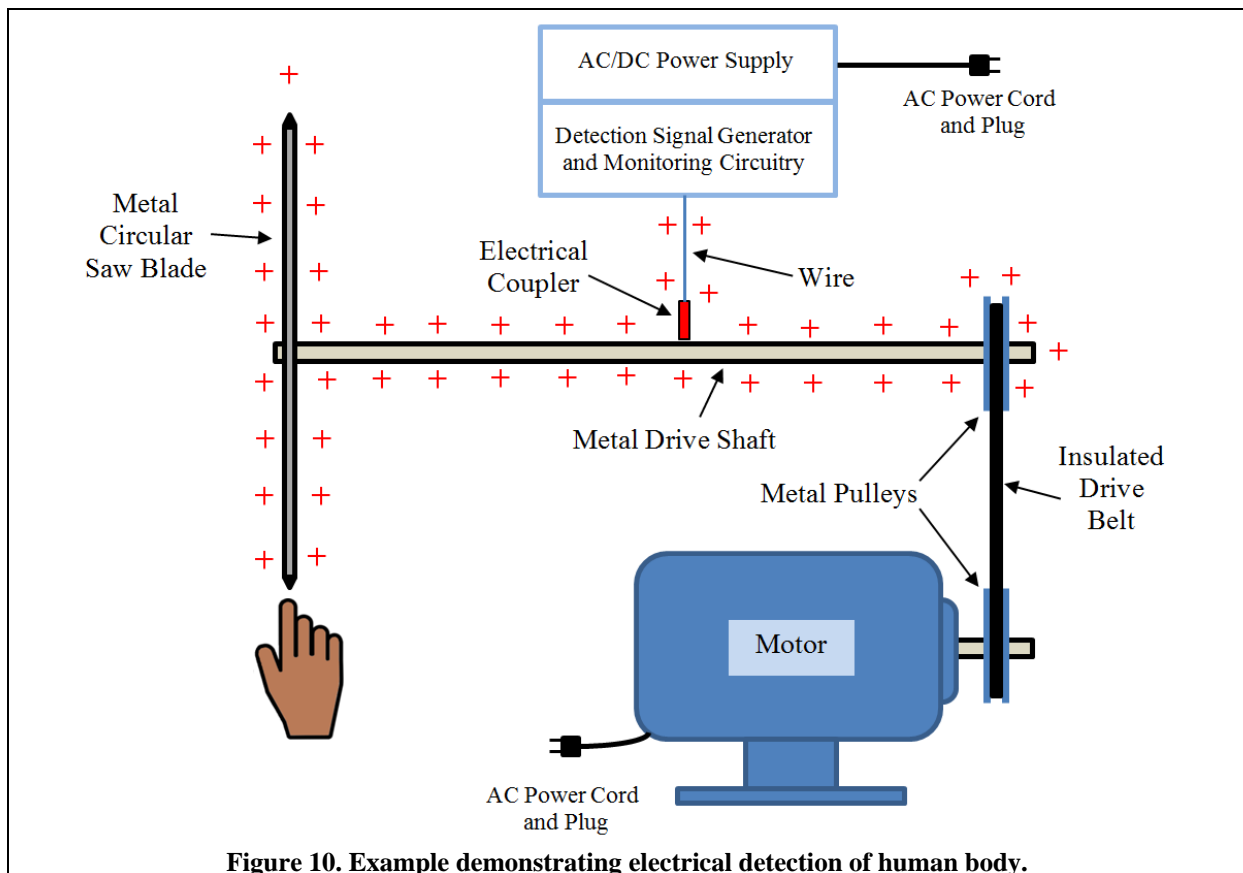 AC/DC Power Supply
AC Power Cord
and Plug
Detection Signal Generator
and Monitoring Circuitry
Metal
Circular
Saw Blade
Electrical
Coupler
Wire
Metal Drive Shaft
Metal Pulleys
Insulated
Drive
Belt
Motor
AC Power Cord
and Plug
Figure 10. Example demonstrating electrical detection of human body.